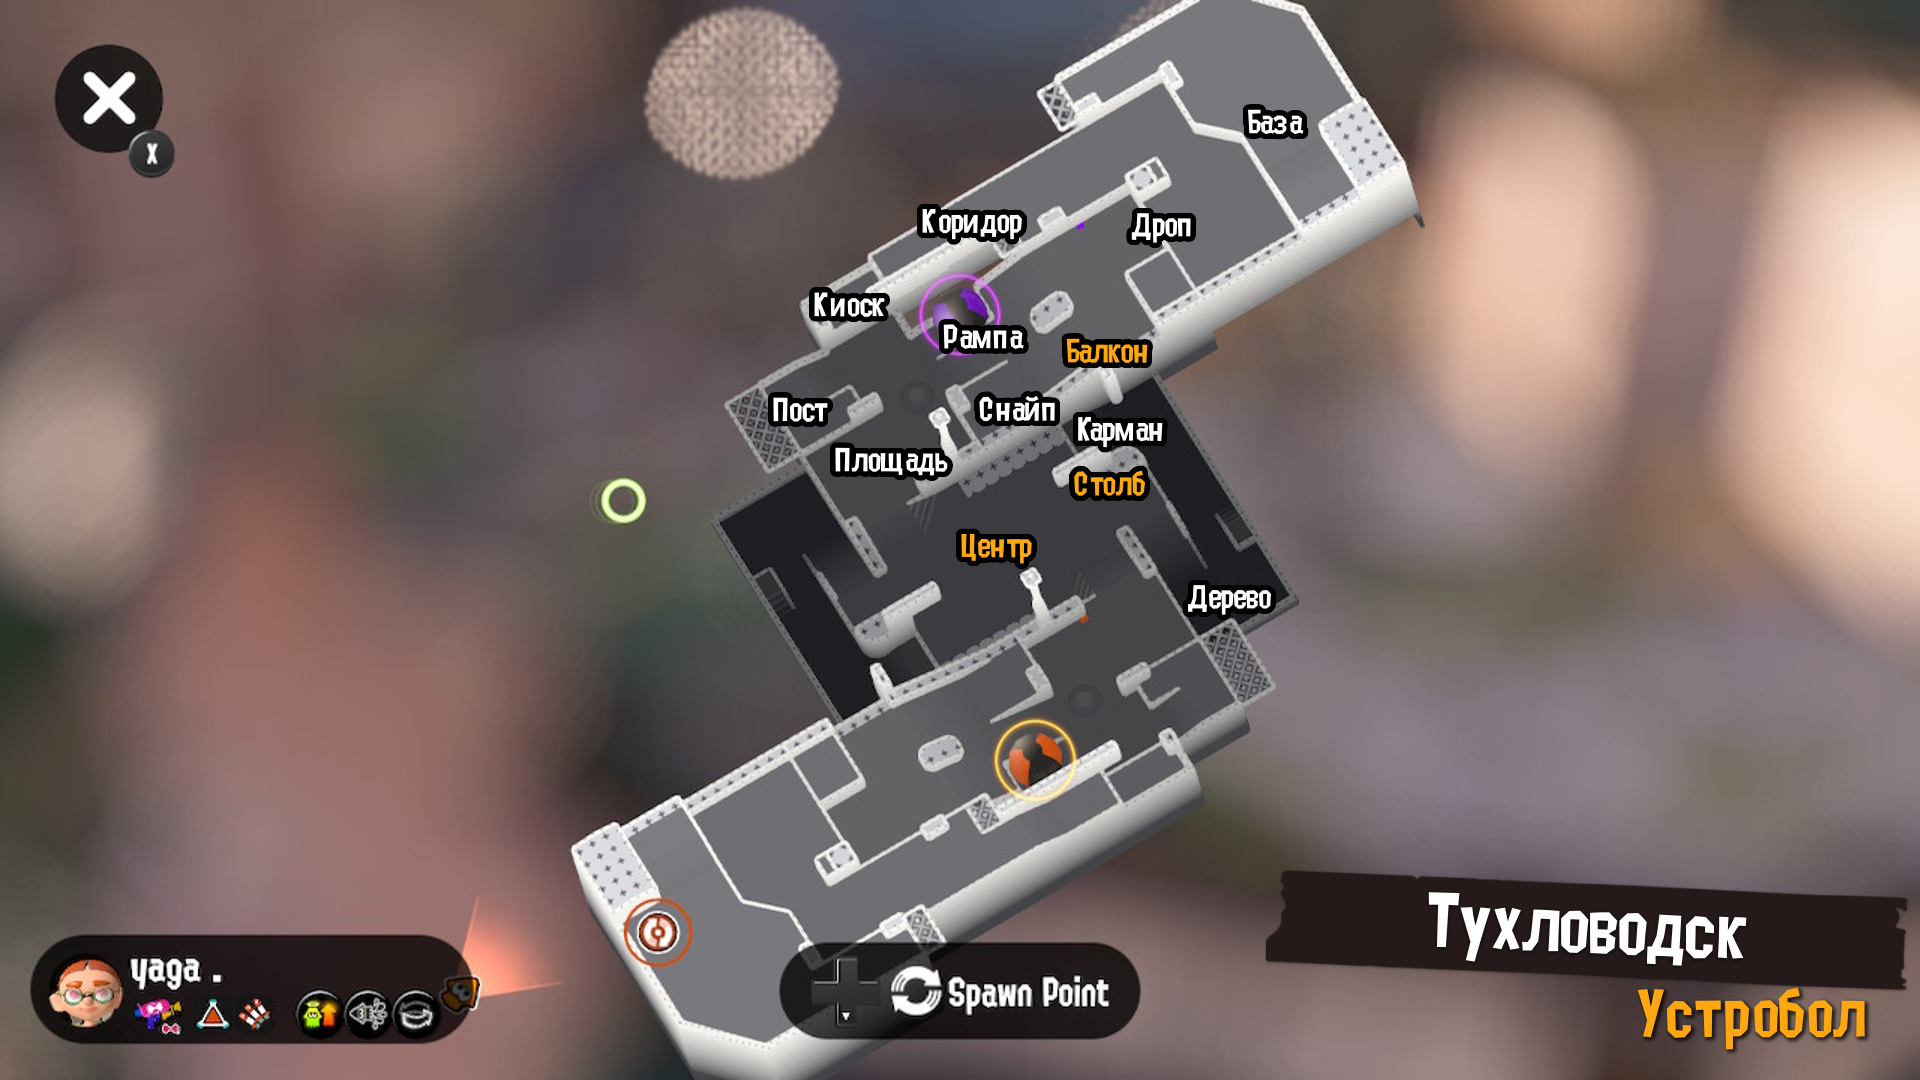 X
База
Коридор
Дроп
Киоск
Рампа
Балкон
Пост
Снайп
Карман
Площадь
Столб
Центр
Дерево
Тухловодск
Устробол
yaga .
Spawn Point